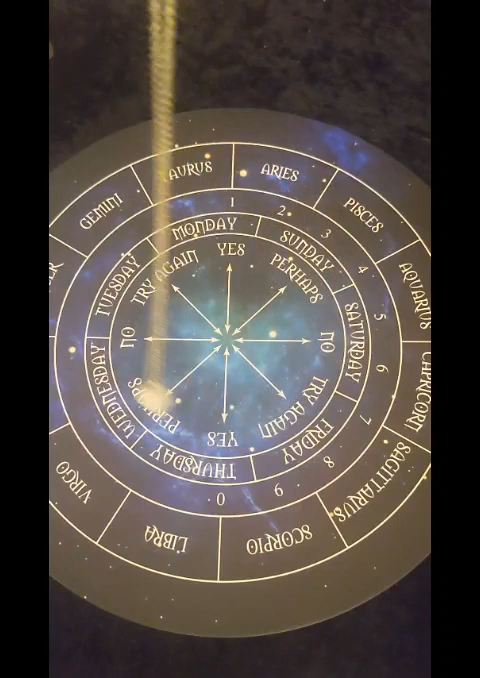 TAURUS
ARIES
PISCES
AQUARIUS
CAPRICORN
SAGITTARIUS
SCORPIO
LIBRA
VIRGO
GEMINI
1
2
3
4
5
6
7
8
9
0
MONDAY
SUNDAY
SATURDAY
FRIDAY
THURSDAY
WEDNESDAY
TUESDAY
YES
PERHAPS
NO
TRY AGAIN
YES
PERHAPS
NO
TRY AGAIN